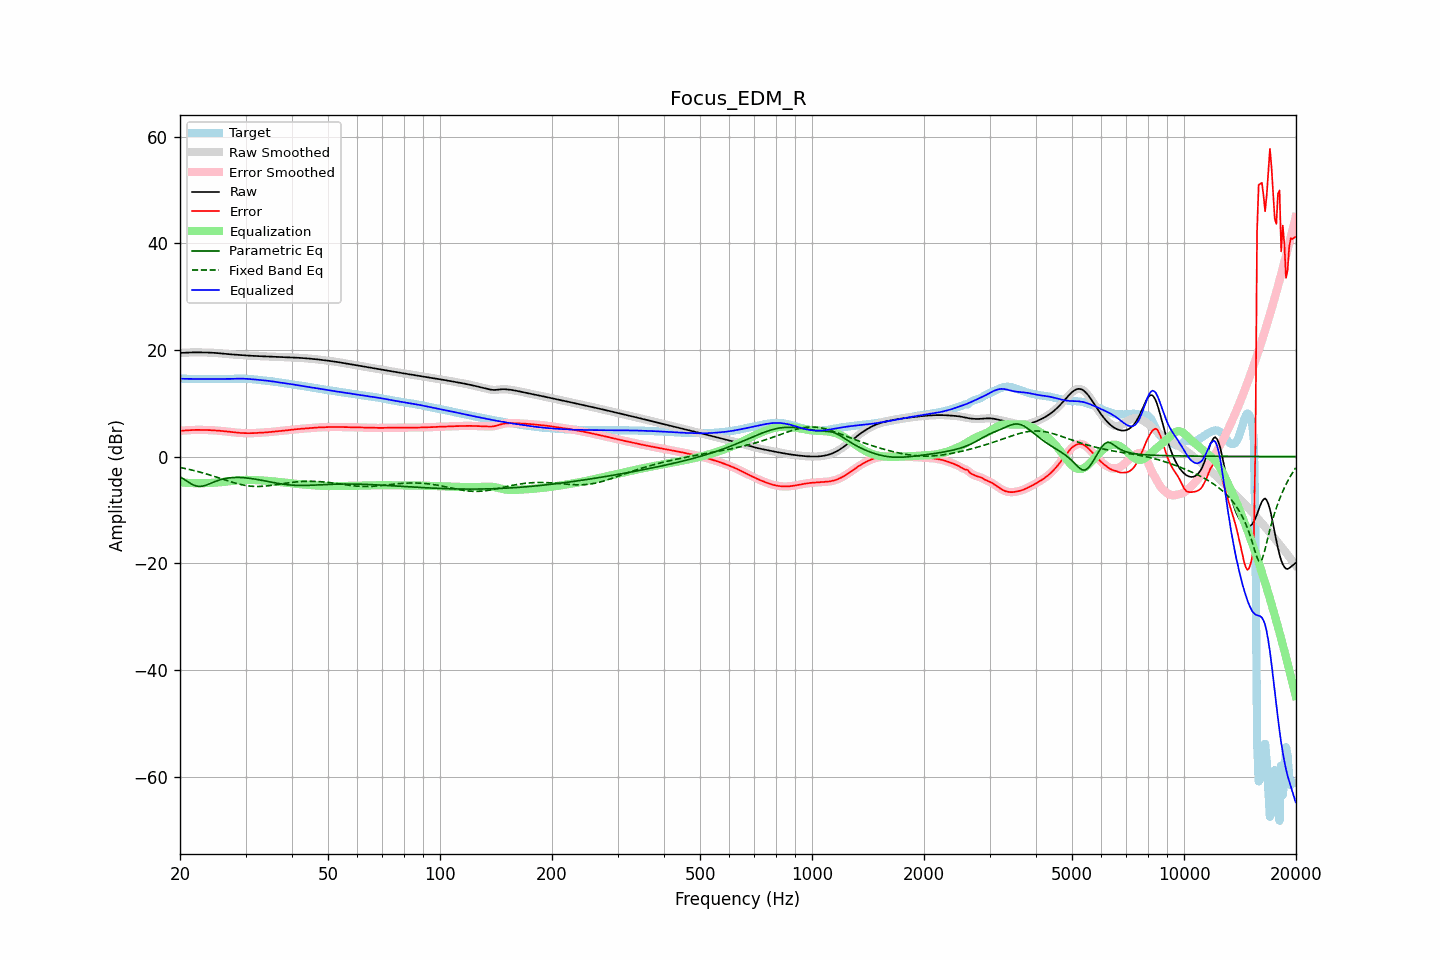 Focus_EDM_R
Target
Raw Smoothed
Error Smoothed
Raw
Error
Equalization
Parametric Eq
Fixed Band Eq
Equalized
60
40
20
0
−20
−40
−60
Amplitude (dBr)
20 50 100 200 500 1000 2000 5000 10000 20000
Frequency (Hz)